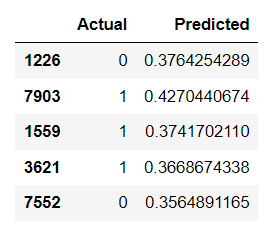 Actual Predicted
1226 0 0.3764254289
7903 1 0.4270440674
1559 1 0.3741702110
3621 1 0.3668674338
7552 0 0.3564891165